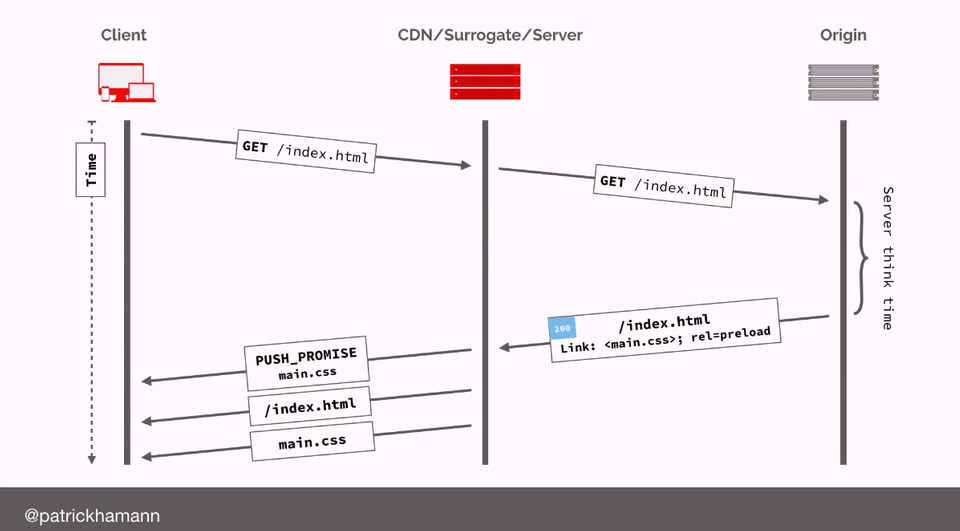 Client
CDN/Surrogate/Server
Origin
Time
GET /index.html
GET /index.html
Server think time
200
/index.html
Link: <main.css>; rel=preload
PUSH_PROMISE
main.css
/index.html
main.css
@patrickhamann